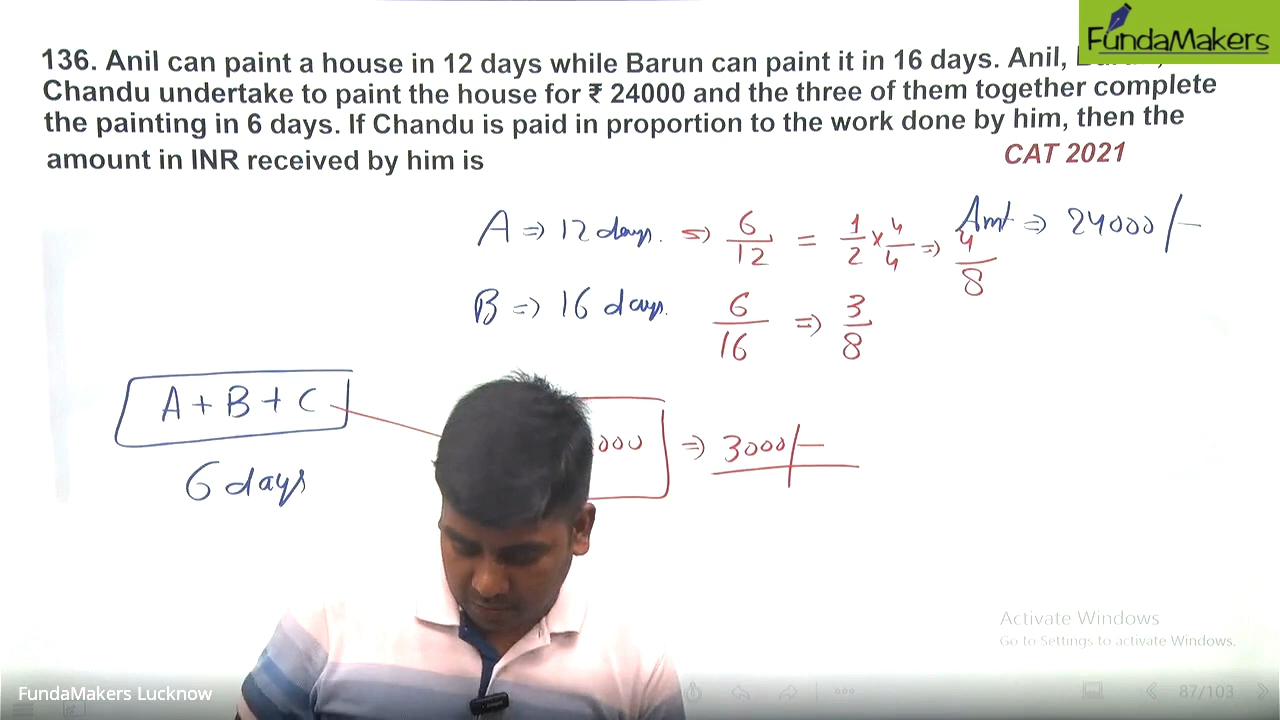 FundaMakers
136. Anil can paint a house in 12 days while Barun can paint it in 16 days. Anil,
Chandu undertake to paint the house for ₹ 24000 and the three of them together complete
the painting in 6 days. If Chandu is paid in proportion to the work done by him, then the
amount in INR received by him is
CAT 2021
A ⇒ 12 days. ⇒ 6/12 = 1/2 × 4/4 ⇒ 4/8
Amt ⇒ 24000/-
B ⇒ 16 days. 6/16 ⇒ 3/8
A + B + C
000 ⇒ 3000/-
6 days
Activate Windows
Go to Settings to activate Windows.
FundaMakers Lucknow
87/103